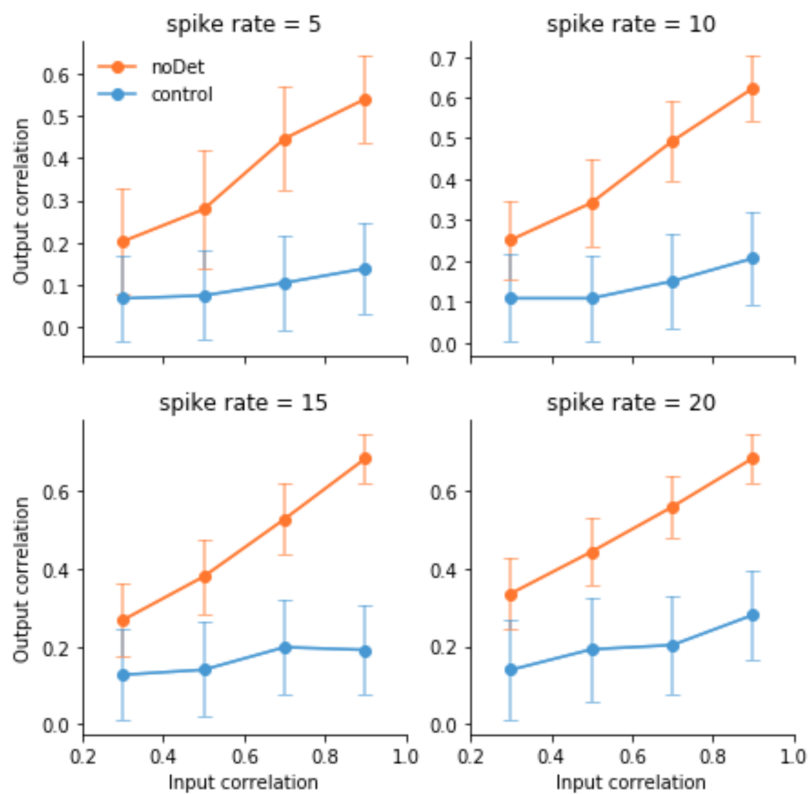 spike rate = 5
noDet
control
Output correlation
0.6
0.5
0.4
0.3
0.2
0.1
0.0
spike rate = 10
0.7
0.6
0.5
0.4
0.3
0.2
0.1
0.0
spike rate = 15
Output correlation
0.6
0.4
0.2
0.0
0.2 0.4 0.6 0.8 1.0
Input correlation
spike rate = 20
0.6
0.4
0.2
0.0
0.2 0.4 0.6 0.8 1.0
Input correlation